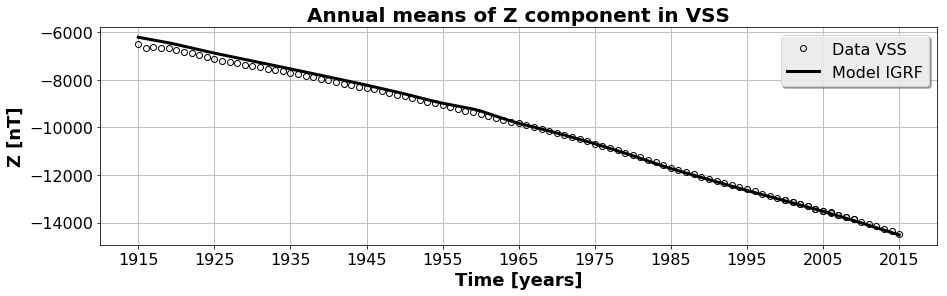 Annual means of Z component in VSS
Data VSS
Model IGRF
Z [nT]
−6000
−8000
−10000
−12000
−14000
1915 1925 1935 1945 1955 1965 1975 1985 1995 2005 2015
Time [years]